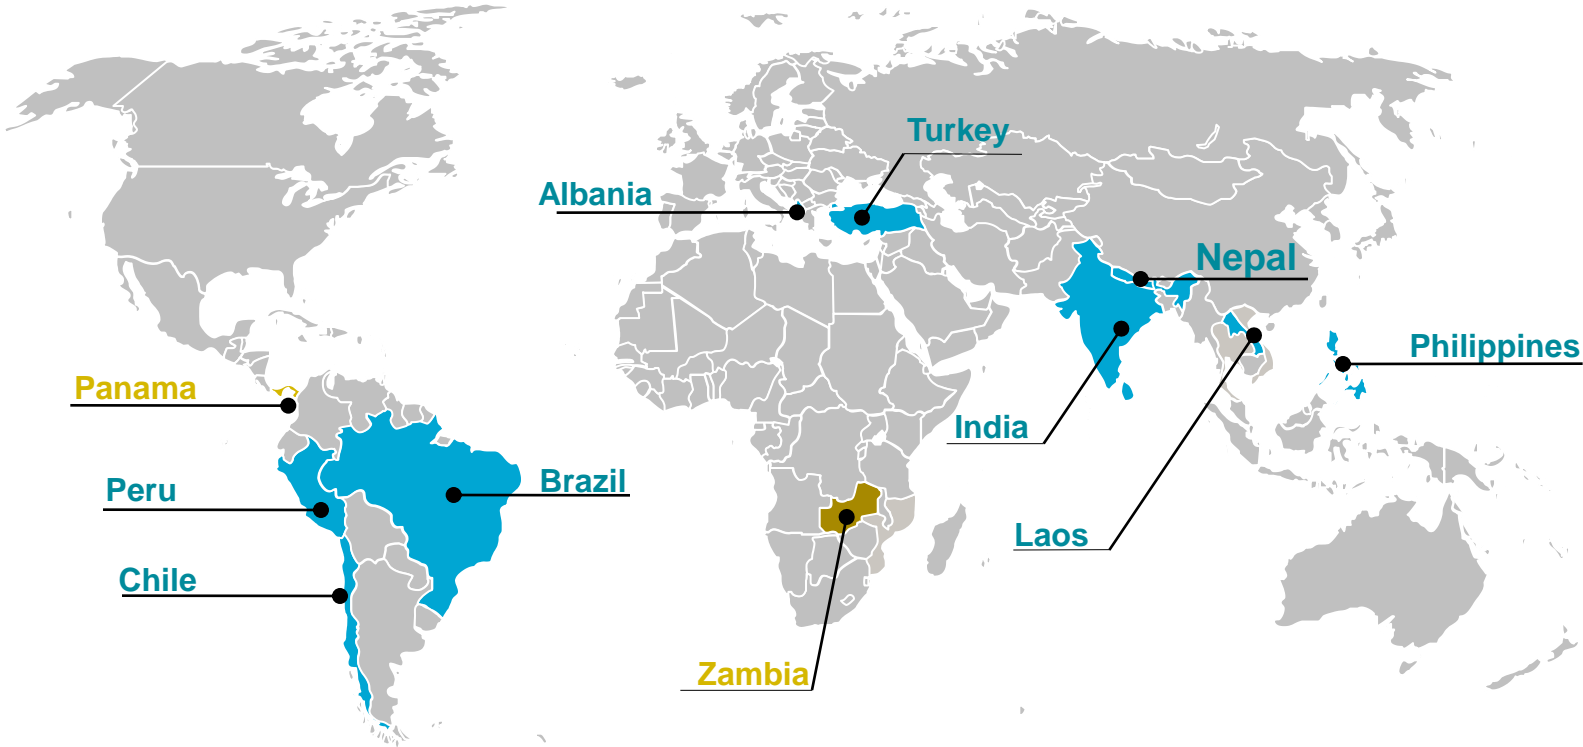 Turkey
Albania
Nepal
Philippines
Panama
India
Peru
Brazil
Laos
Chile
Zambia